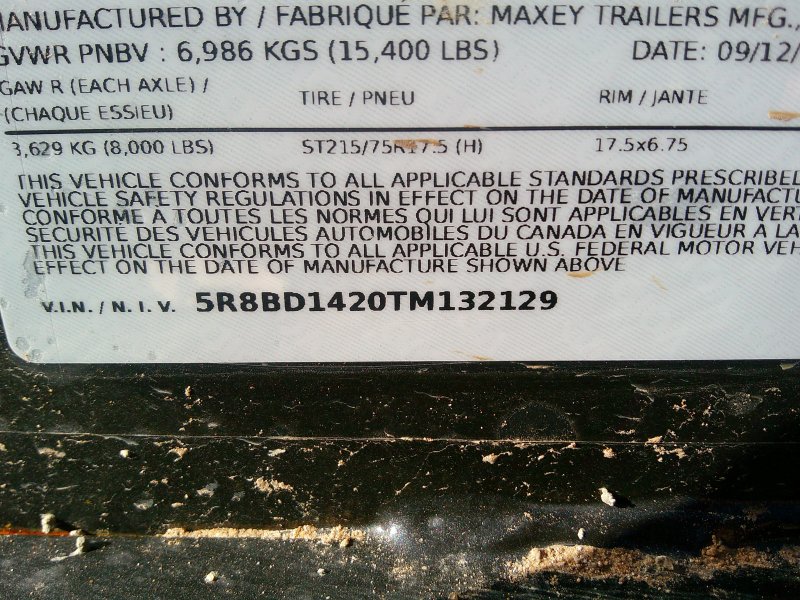 MANUFACTURED BY / FABRIQUÉ PAR: MAXEY TRAILERS MFG.,
GVWR PNBV : 6,986 KGS (15,400 LBS) DATE: 09/12/
GAW R (EACH AXLE) /
(CHAQUE ESSIEU) TIRE / PNEU RIM / JANTE
3,629 KG (8,000 LBS) ST215/75R17.5 (H) 17.5x6.75
THIS VEHICLE CONFORMS TO ALL APPLICABLE STANDARDS PRESCRIBED
VEHICLE SAFETY REGULATIONS IN EFFECT ON THE DATE OF MANUFACTU
CONFORME A TOUTES LES NORMES QUI LUI SONT APPLICABLES EN VERT
SECURITE DES VEHICULES AUTOMOBILES DU CANADA EN VIGUEUR A LA
THIS VEHICLE CONFORMS TO ALL APPLICABLE U.S. FEDERAL MOTOR VEH
EFFECT ON THE DATE OF MANUFACTURE SHOWN ABOVE
V.I.N. / N. I. V. 5R8BD1420TM132129